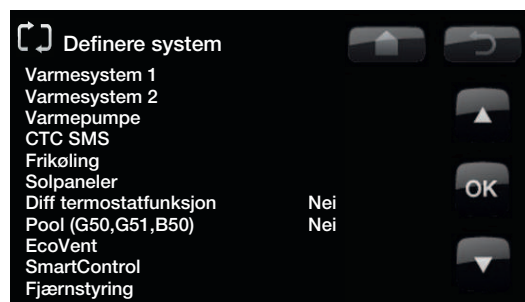 Definere system
Varmesystem 1
Varmesystem 2
Varmepumpe
CTC SMS
Frikøling
Solpaneler
Diff termostatfunksjon Nei
Pool (G50,G51,B50) Nei
EcoVent
SmartControl
Fjærnstyring
OK